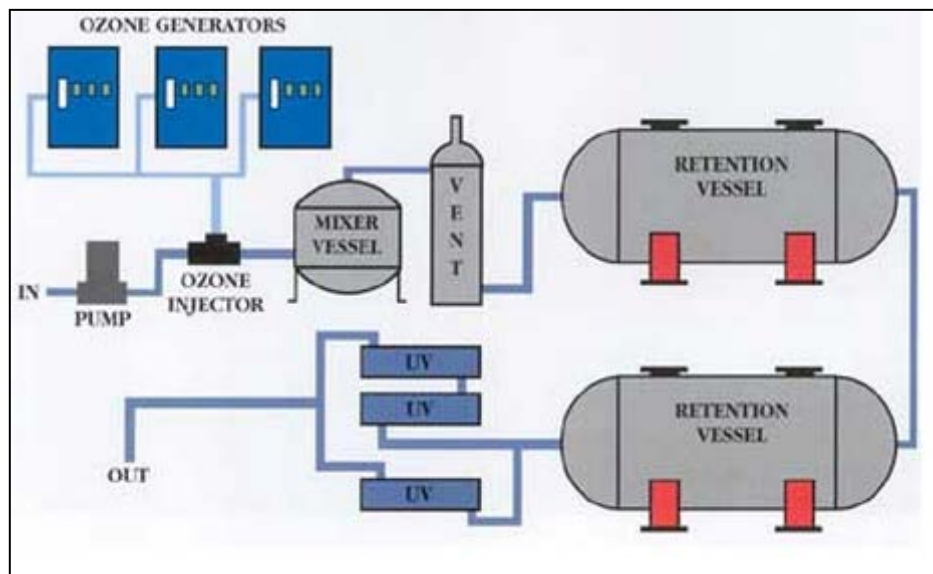 OZONE GENERATORS
MIXER
VESSEL
V
E
N
T
RETENTION
VESSEL
IN
PUMP
OZONE
INJECTOR
UV
UV
UV
OUT
RETENTION
VESSEL